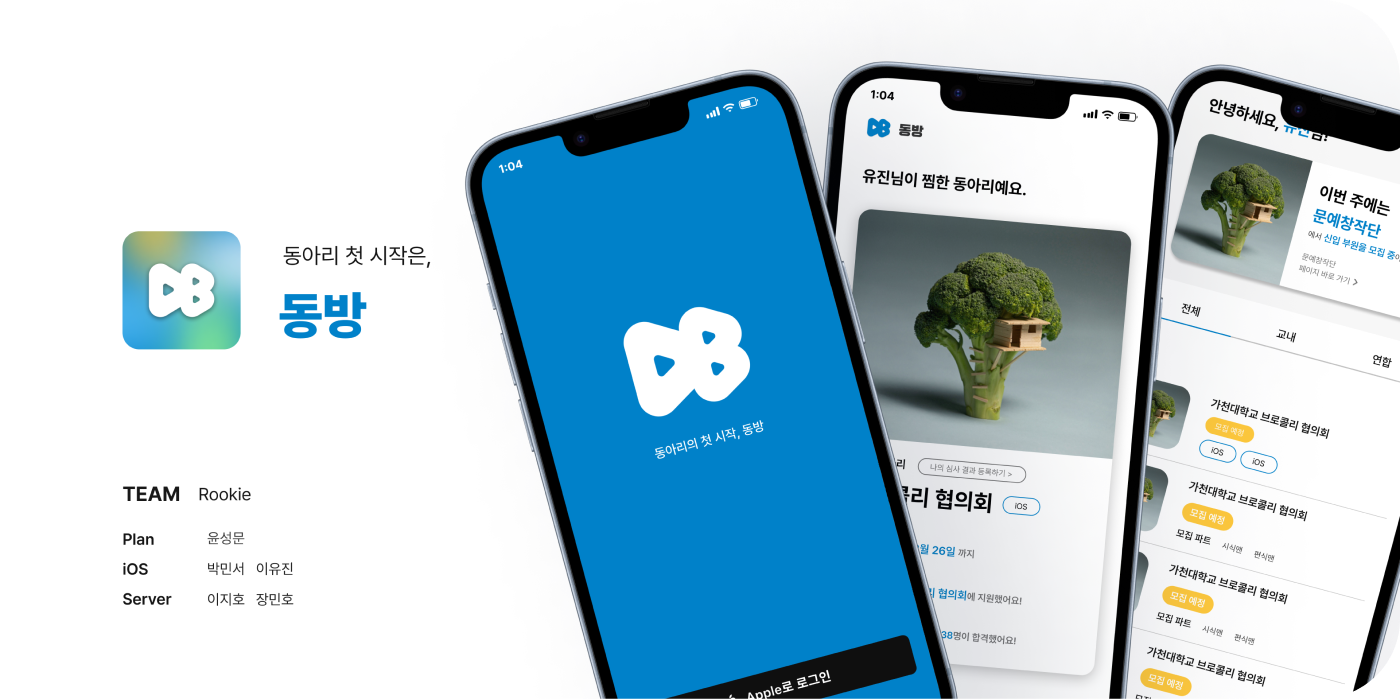 동아리 첫 시작은,
동방
TEAM Rookie
Plan 윤성문
iOS 박민서 이유진
Server 이지호 장민호
1:04
DB
동아리의 첫 시작, 동방
Apple로 로그인
1:04
DB 동방
유진님이 찜한 동아리예요.
리 나의 심사 결과 등록하기 >
리 협의회 iOS
월 26일 까지
리 협의회에 지원했어요!
38명이 합격했어요!
안녕하세요,
이번 주에는
문예창작단
에서 신입 부원을 모집 중
문예창작단
페이지 바로 가기 >
전체 교내 연합
가천대학교 브로콜리 협의회
모집 예정
iOS iOS
가천대학교 브로콜리 협의회
모집 예정
모집 파트 시식맨 편식맨
가천대학교 브로콜리 협의회
모집 예정
모집 파트 시식맨 편식맨
가천대학교 브로콜리 협의회
모집 예정